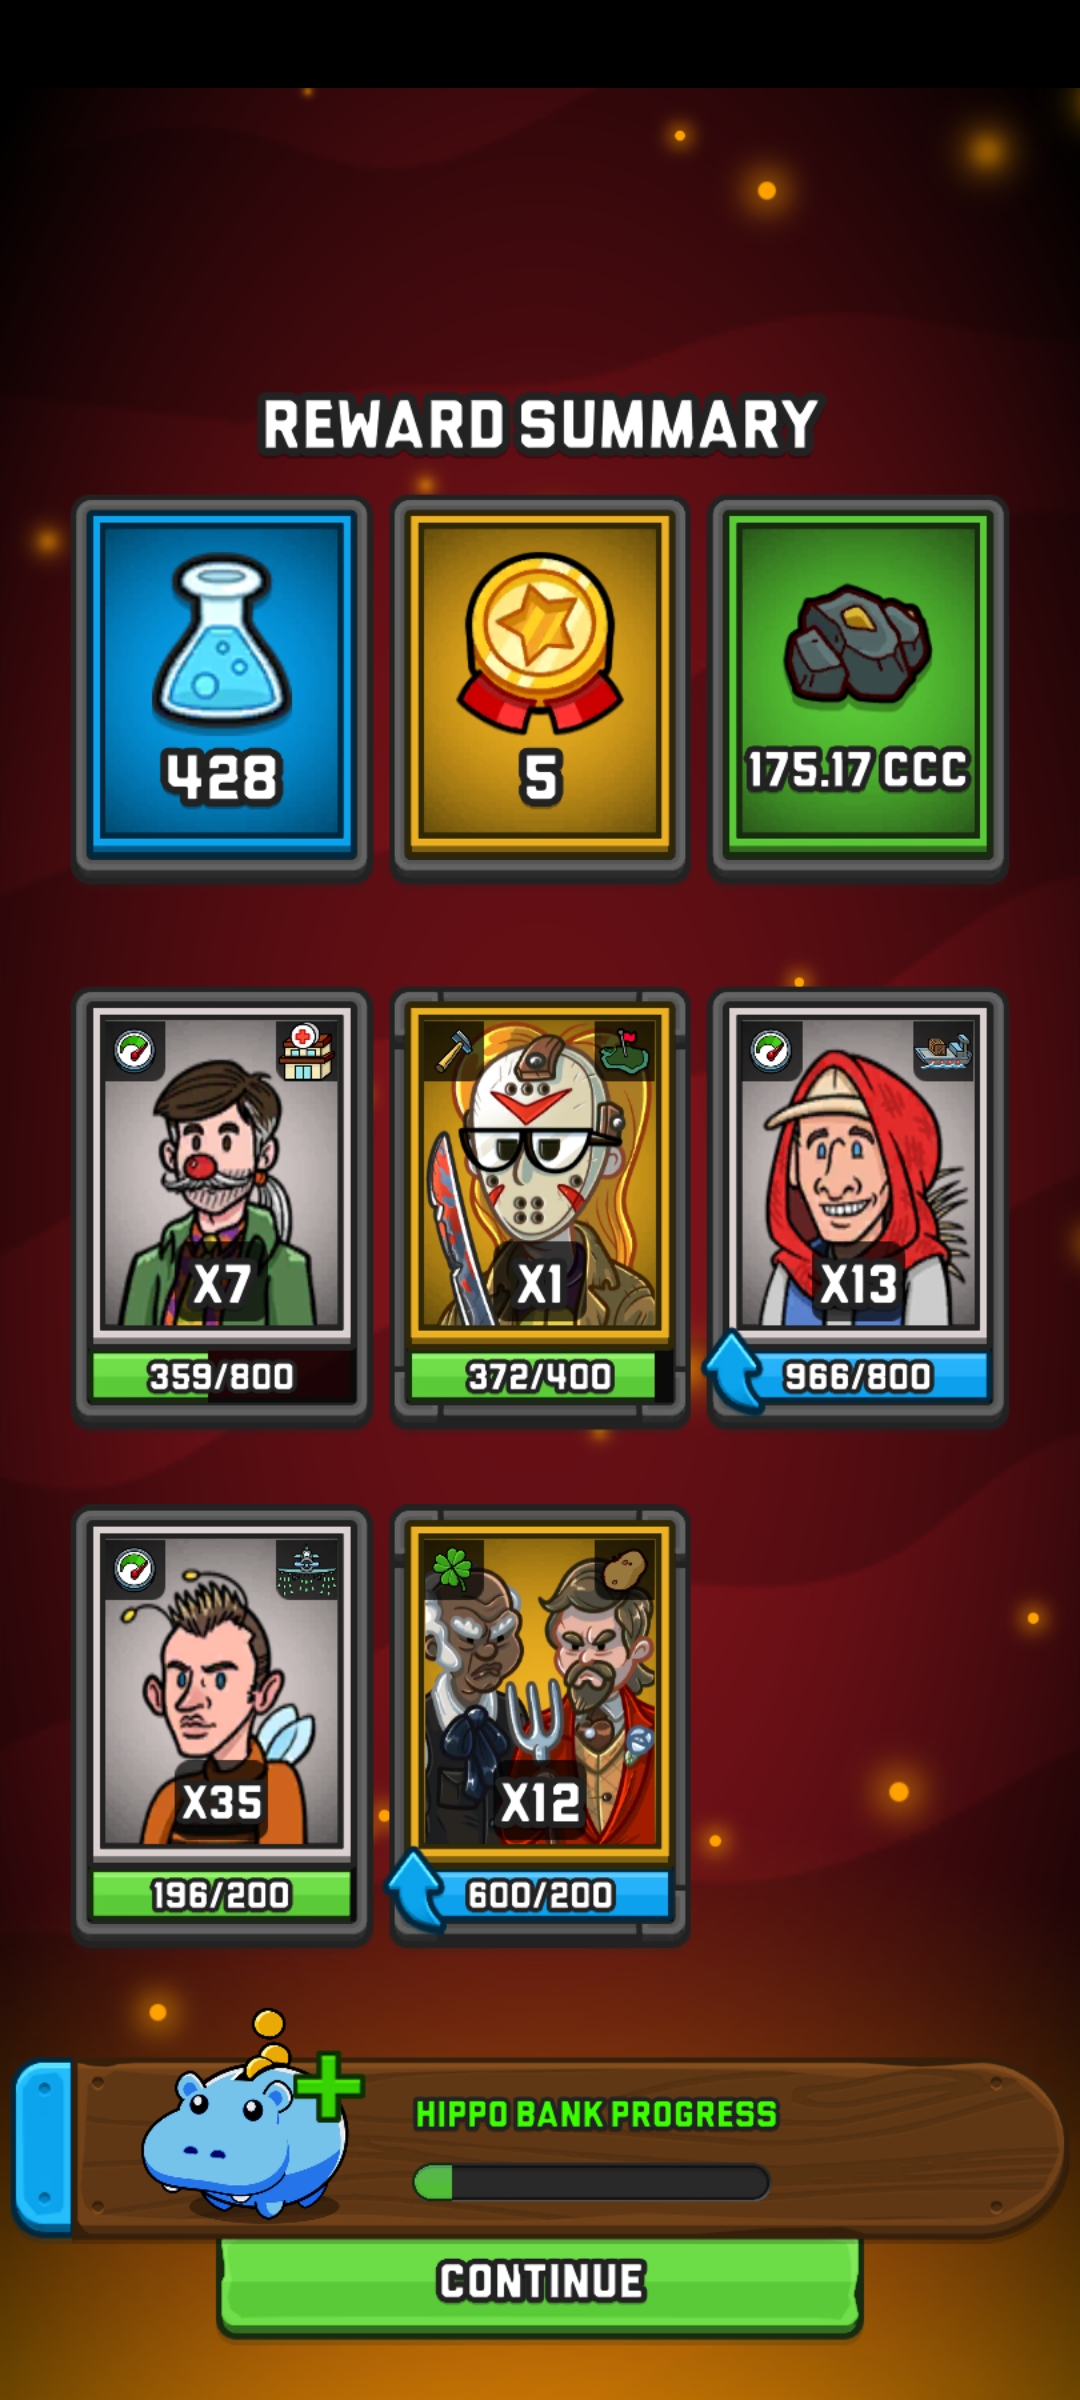 REWARD SUMMARY
428
5
175.17 CCC
X7
X1
X13
359/800
372/400
966/800
X35
X12
196/200
600/200
HIPPO BANK PROGRESS
CONTINUE